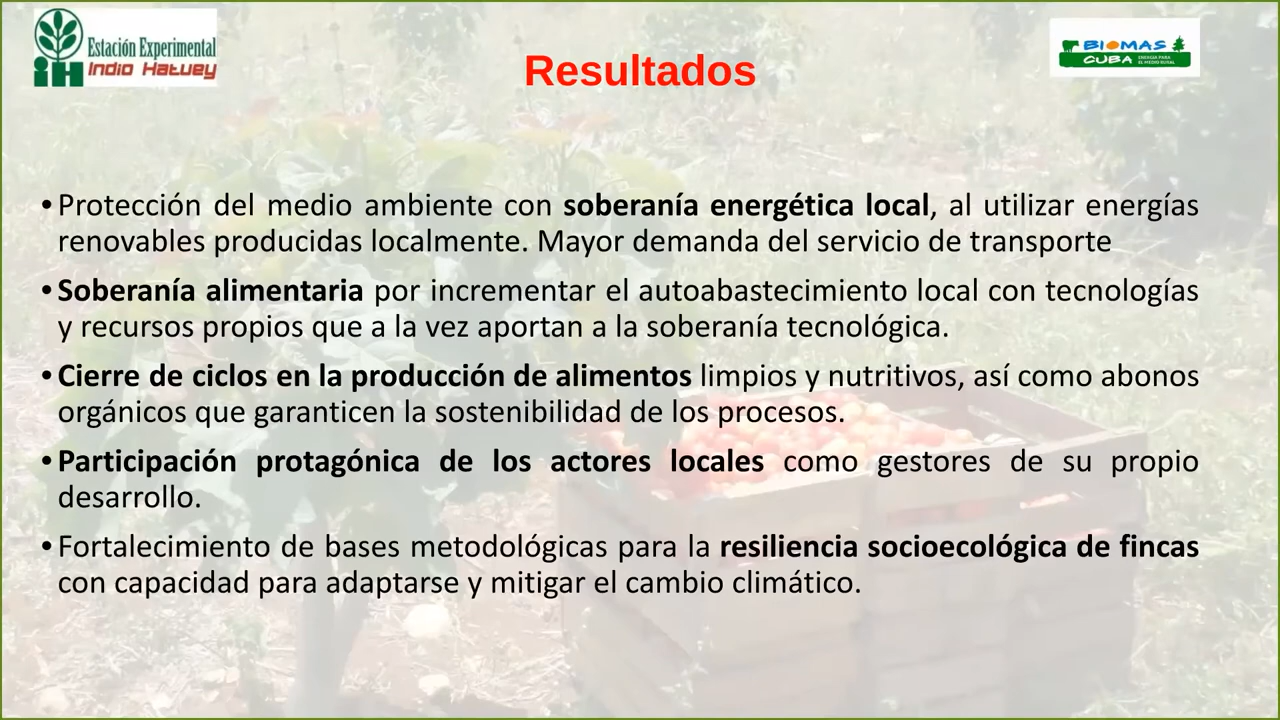 Estación Experimental
Indio Hatuey
Resultados
BIOMAS
CUBA
ENERGÍA PARA
EL MEDIO RURAL
•Protección del medio ambiente con soberanía energética local, al utilizar energías
renovables producidas localmente. Mayor demanda del servicio de transporte
•Soberanía alimentaria por incrementar el autoabastecimiento local con tecnologías
y recursos propios que a la vez aportan a la soberanía tecnológica.
•Cierre de ciclos en la producción de alimentos limpios y nutritivos, así como abonos
orgánicos que garanticen la sostenibilidad de los procesos.
•Participación protagónica de los actores locales como gestores de su propio
desarrollo.
•Fortalecimiento de bases metodológicas para la resiliencia socioecológica de fincas
con capacidad para adaptarse y mitigar el cambio climático.